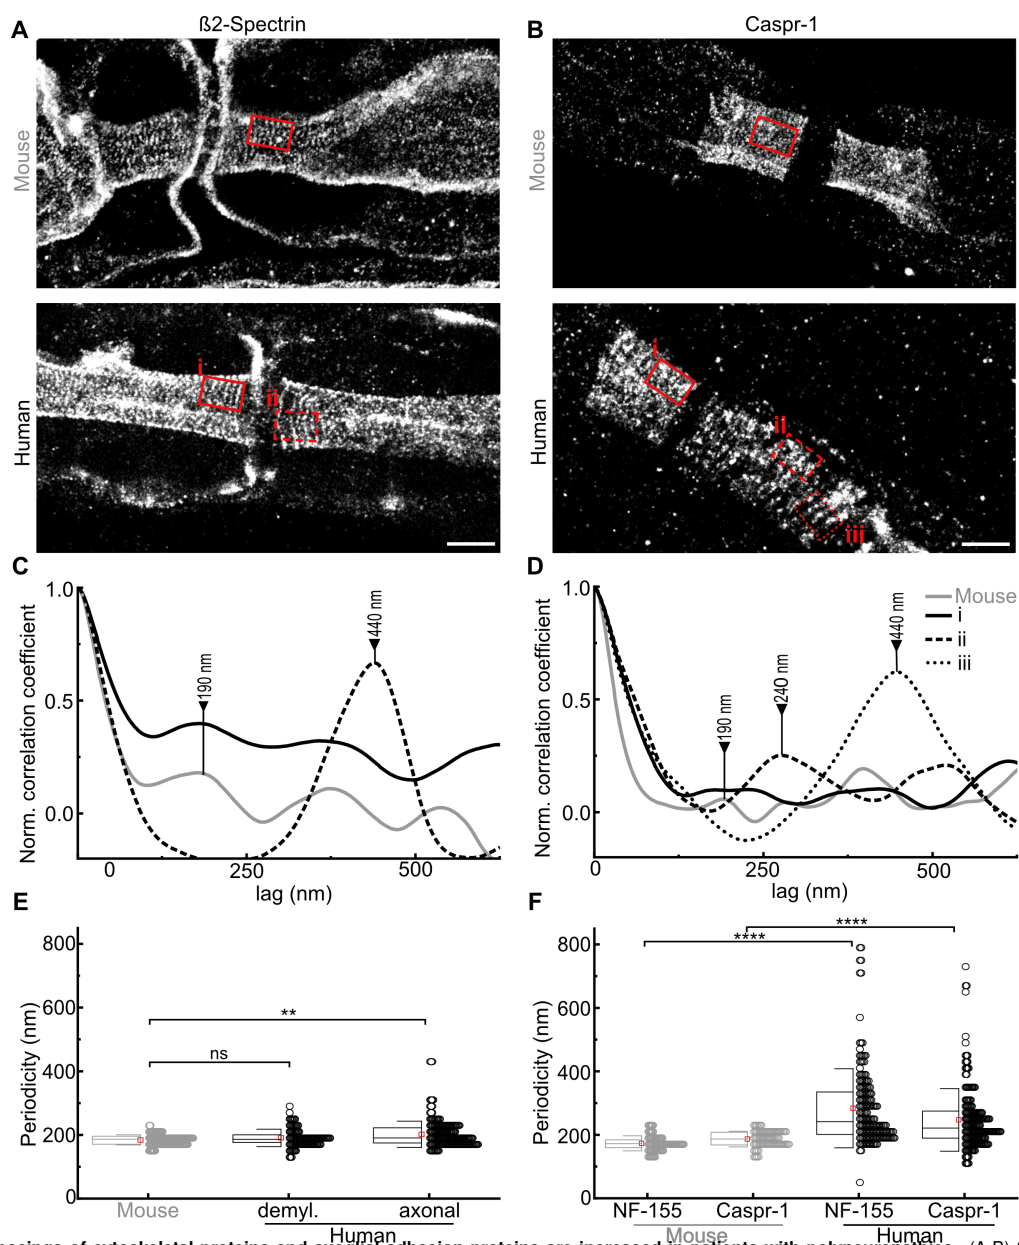 A
ß2-Spectrin
B
Caspr-1
Mouse
Mouse
Human
i
ii
Human
i
ii
iii
C
Norm. correlation coefficient
1.0
0.5
0.0
190 nm
440 nm
0
250
500
lag (nm)
D
Norm. correlation coefficient
1.0
0.5
0.0
190 nm
240 nm
440 nm
Mouse
i
ii
iii
0
250
500
lag (nm)
E
Periodicity (nm)
800
600
400
200
0
**
ns
Mouse
demyl.
axonal
Human
F
Periodicity (nm)
800
600
400
200
0
****
****
NF-155
Caspr-1
NF-155
Caspr-1
Mouse
Human